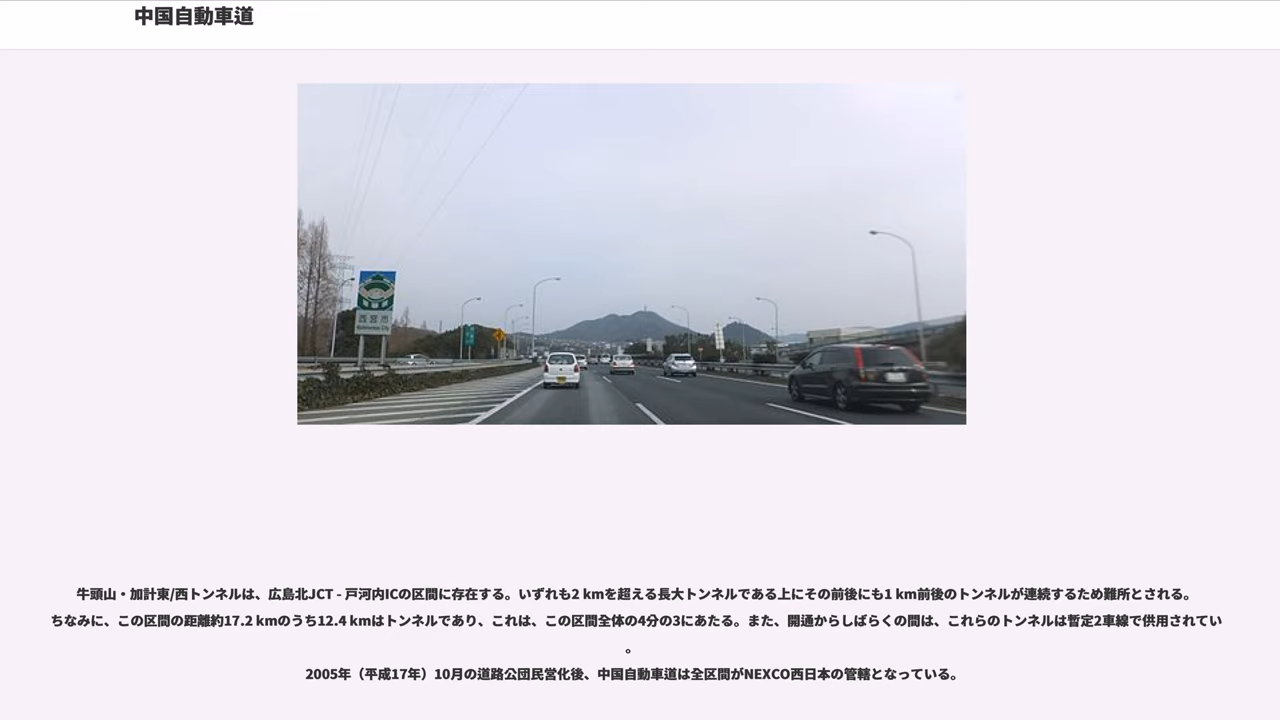 中国自動車道
西宮市
Nishinomiya City
牛頭山・加計東/西トンネルは、広島北JCT - 戸河内ICの区間に存在する。いずれも2 kmを超える長大トンネルである上にその前後にも1 km前後のトンネルが連続するため難所とされる。
ちなみに、この区間の距離約17.2 kmのうち12.4 kmはトンネルであり、これは、この区間全体の4分の3にあたる。また、開通からしばらくの間は、これらのトンネルは暫定2車線で供用されてい
。
2005年（平成17年）10月の道路公団民営化後、中国自動車道は全区間がNEXCO西日本の管轄となっている。